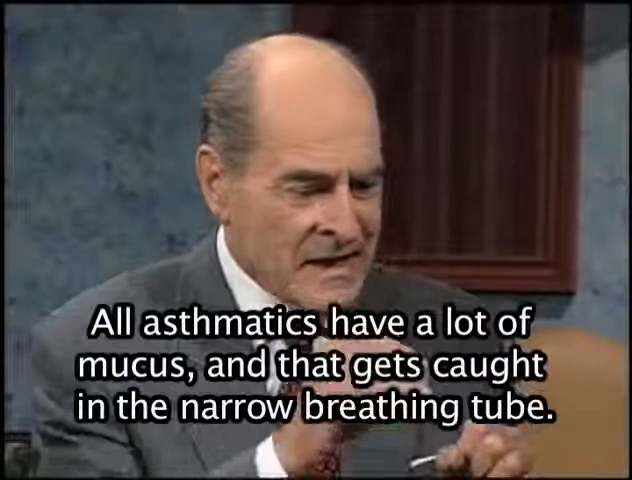 All asthmatics have a lot of
mucus, and that gets caught
in the narrow breathing tube.